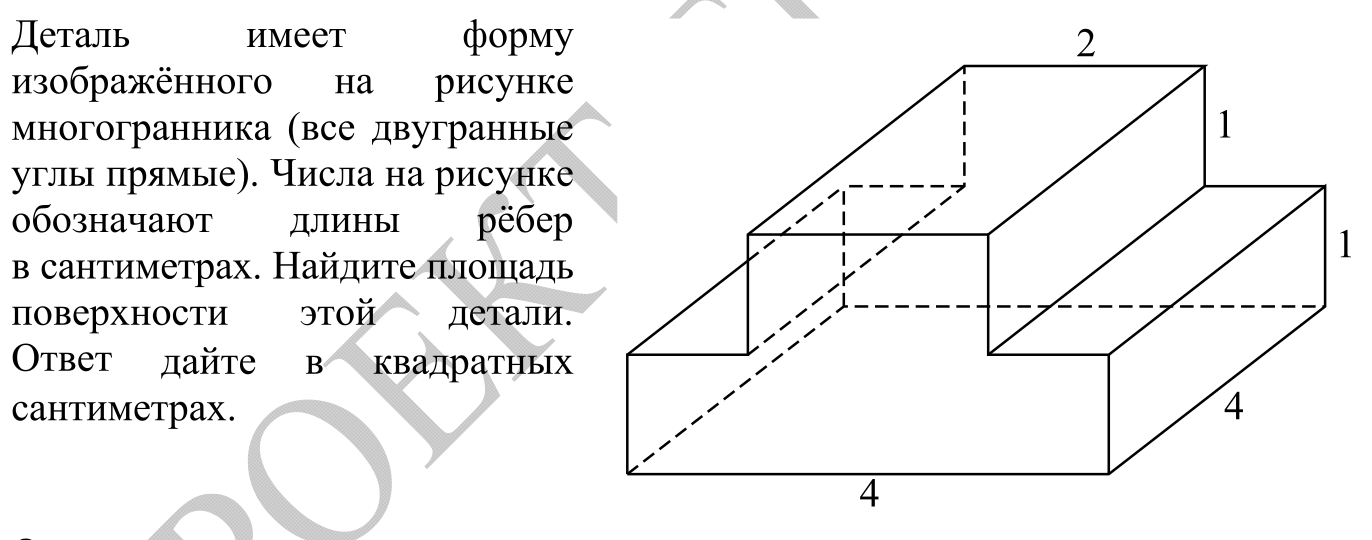 Деталь имеет форму
изображённого на рисунке
многогранника (все двугранные
углы прямые). Числа на рисунке
обозначают длины рёбер
в сантиметрах. Найдите площадь
поверхности этой детали.
Ответ дайте в квадратных
сантиметрах.
2
1
1
4
4
РОЕКТ